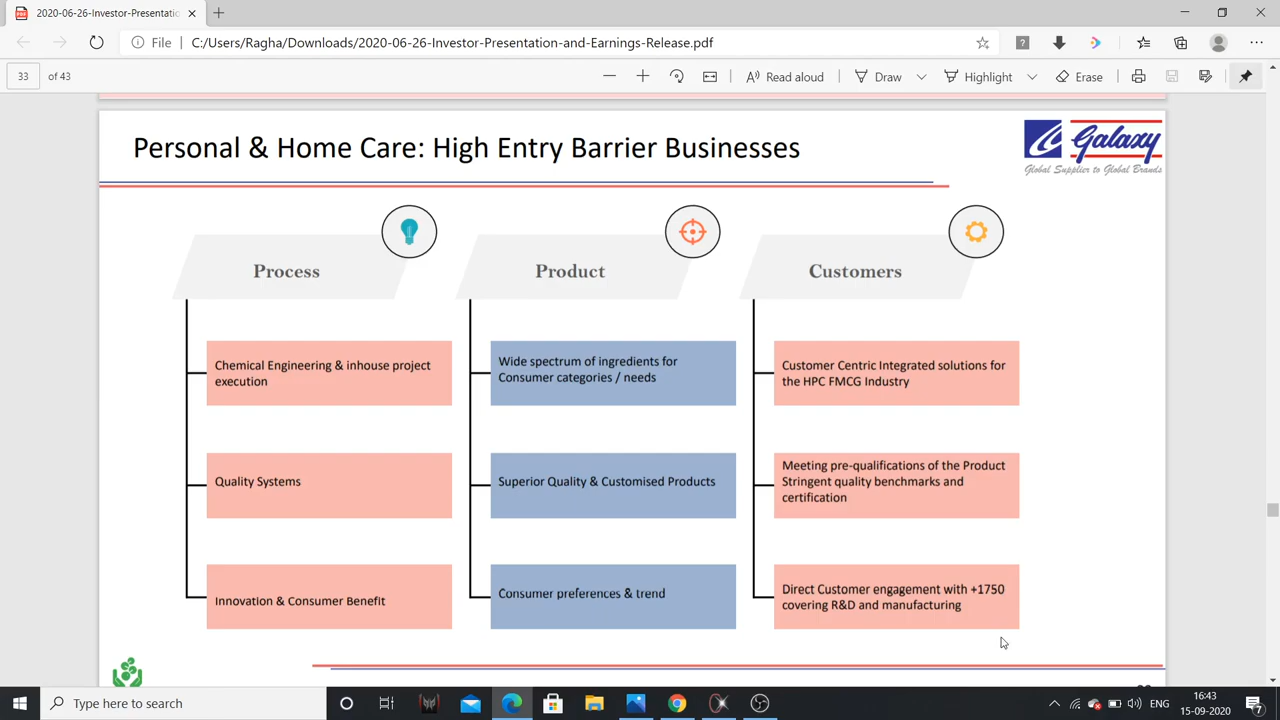 2020-06-26-Investor-Presentatio
File
C:/Users/Ragha/Downloads/2020-06-26-Investor-Presentation-and-Earnings-Release.pdf
33 of 43
Read aloud
Draw
Highlight
Erase
Personal & Home Care: High Entry Barrier Businesses
Galaxy
Global Supplier to Global Brands
Process
Chemical Engineering & inhouse project
execution
Quality Systems
Innovation & Consumer Benefit
Product
Wide spectrum of ingredients for
Consumer categories / needs
Superior Quality & Customised Products
Consumer preferences & trend
Customers
Customer Centric Integrated solutions for
the HPC FMCG Industry
Meeting pre-qualifications of the Product
Stringent quality benchmarks and
certification
Direct Customer engagement with +1750
covering R&D and manufacturing
Type here to search
ENG
16:43
15-09-2020
7